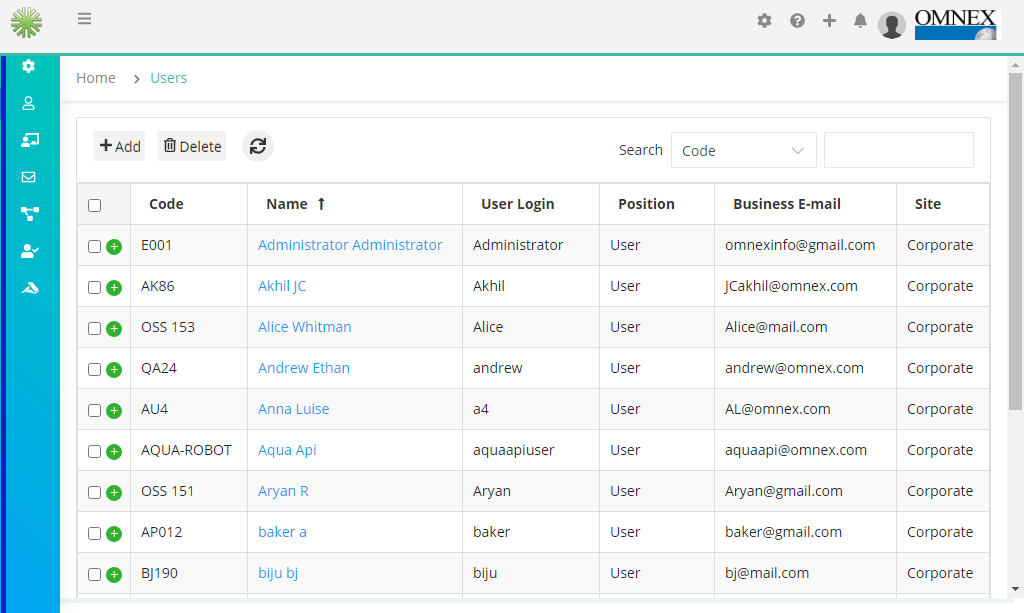 OMNEX
Home > Users
Add Delete Search Code
Code Name User Login Position Business E-mail Site
E001 Administrator Administrator Administrator User omnexinfo@gmail.com Corporate
AK86 Akhil JC Akhil User JCakhil@omnex.com Corporate
OSS 153 Alice Whitman Alice User Alice@mail.com Corporate
QA24 Andrew Ethan andrew User andrew@omnex.com Corporate
AU4 Anna Luise a4 User AL@omnex.com Corporate
AQUA-ROBOT Aqua Api aquaapiuser User aquaapi@omnex.com Corporate
OSS 151 Aryan R Aryan User Aryan@gmail.com Corporate
AP012 baker a baker User baker@gmail.com Corporate
BJ190 biju bj biju User bj@mail.com Corporate